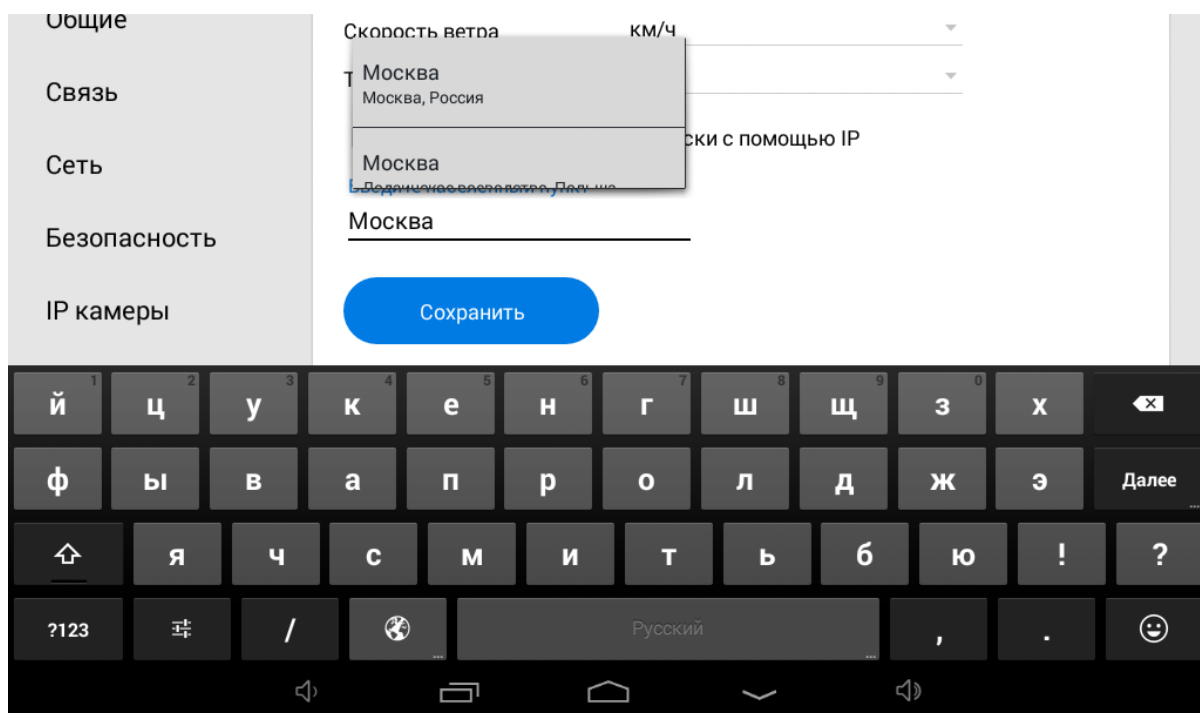 Общие
Скорость ветра км/ч
Москва
Москва, Россия
Связь
ски с помощью IP
Сеть
Москва
Москва
Безопасность
IP камеры
Сохранить
1 2 3 4 5 6 7 8 9 0
й ц у к е н г ш щ з х
ф ы в а п р о л д ж э Далее
я ч с м и т ь б ю ! ?
?123 / Русский , .